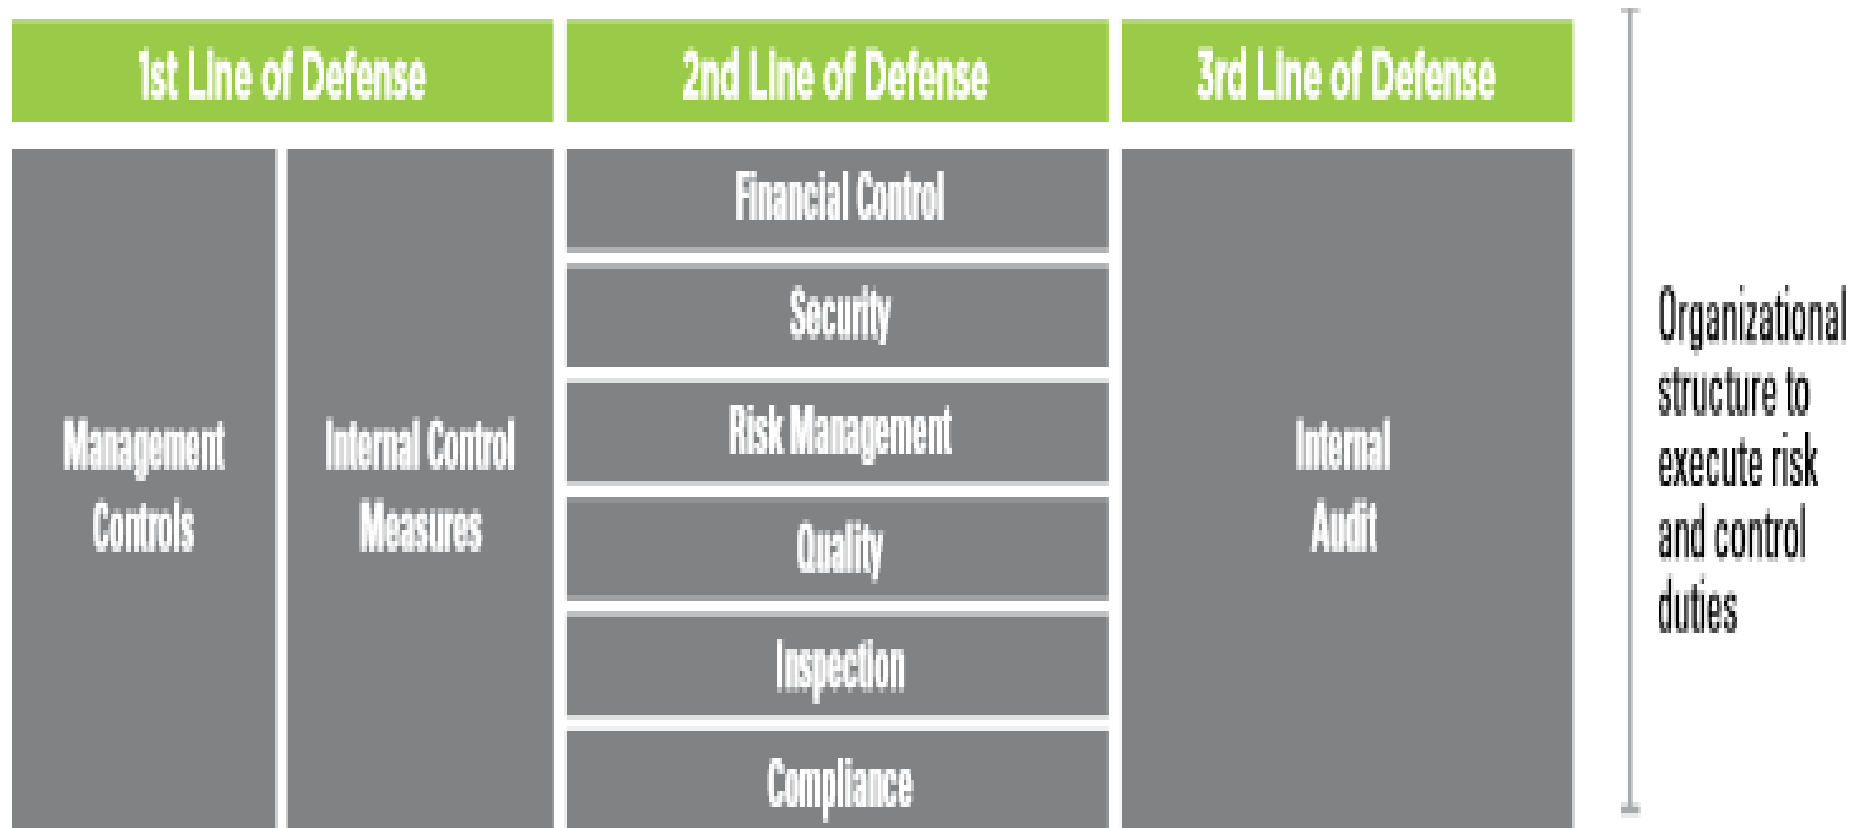 1st Line of Defense
2nd Line of Defense
3rd Line of Defense
Management
Controls
Internal Control
Measures
Financial Control
Security
Risk Management
Quality
Inspection
Compliance
Internal
Audit
Organizational
structure to
execute risk
and control
duties